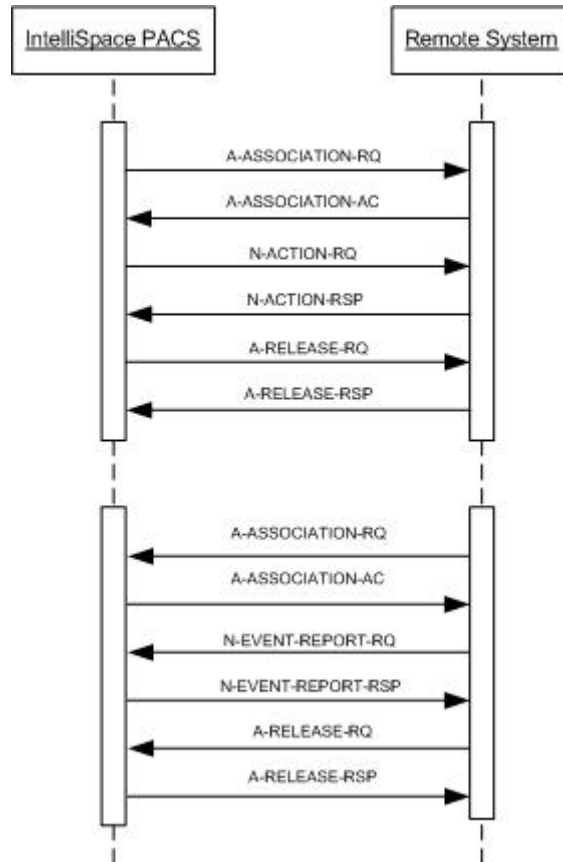 IntelliSpace PACS
Remote System
A-ASSOCIATION-RQ
A-ASSOCIATION-AC
N-ACTION-RQ
N-ACTION-RSP
A-RELEASE-RQ
A-RELEASE-RSP
A-ASSOCIATION-RQ
A-ASSOCIATION-AC
N-EVENT-REPORT-RQ
N-EVENT-REPORT-RSP
A-RELEASE-RQ
A-RELEASE-RSP